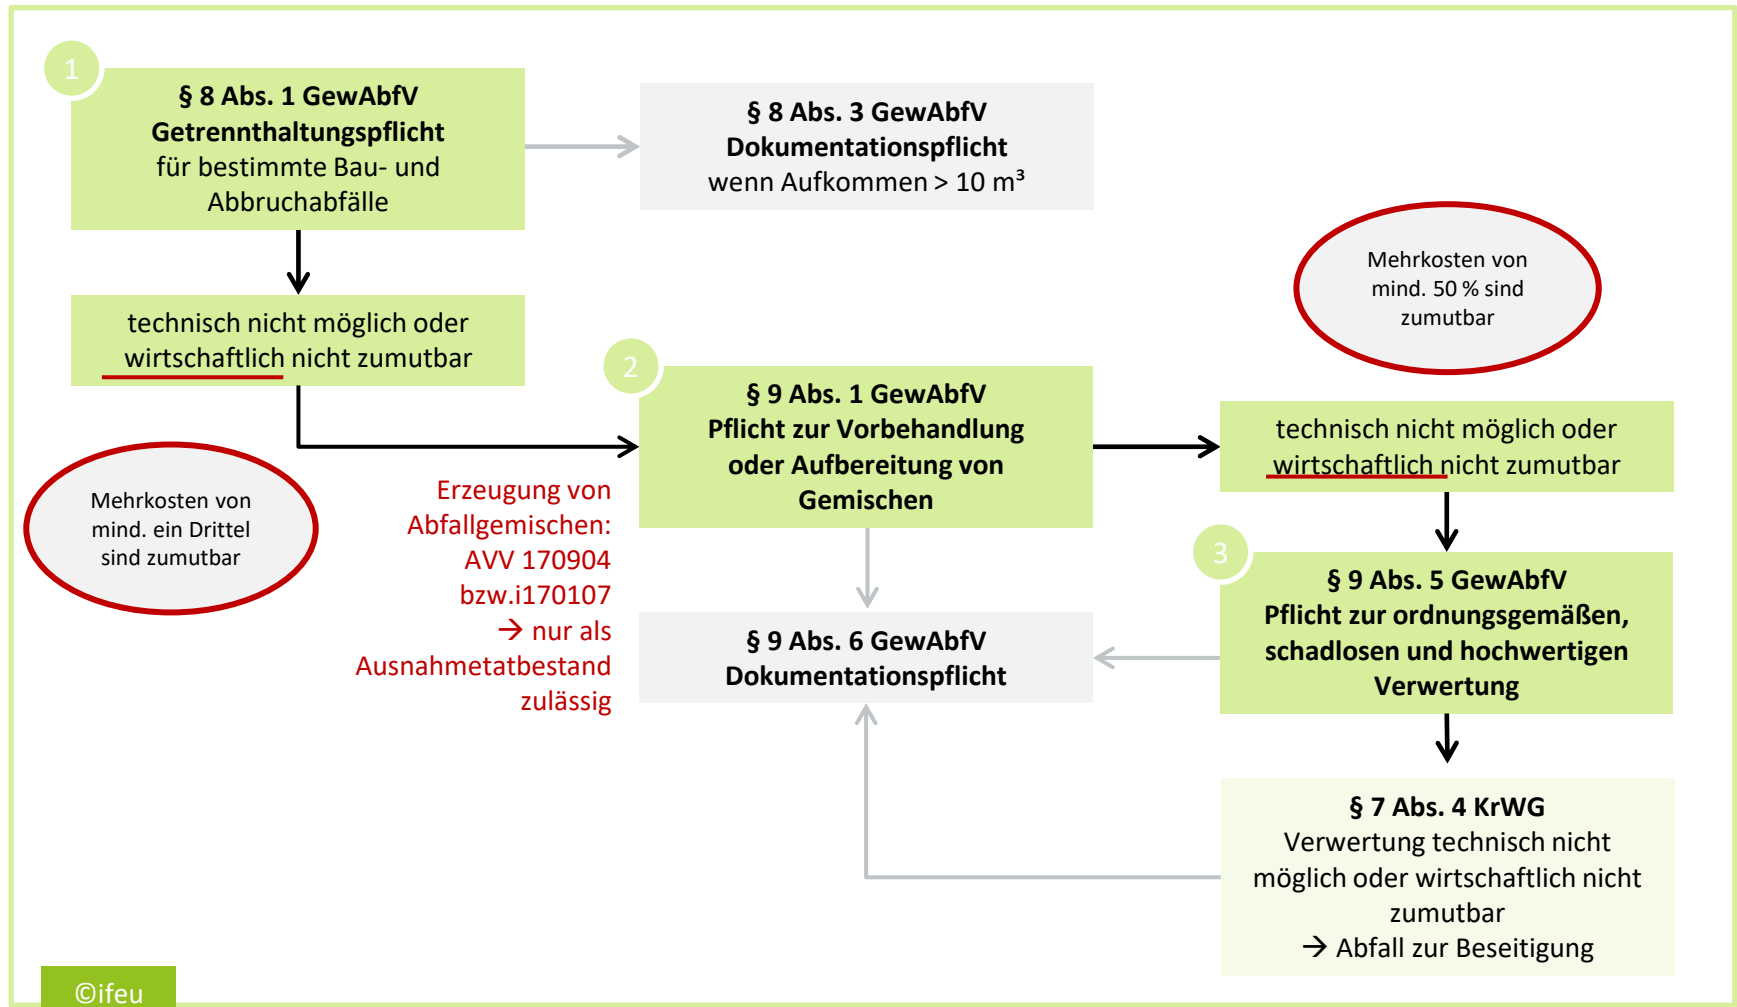 1
§ 8 Abs. 1 GewAbfV
Getrennthaltungspflicht
für bestimmte Bau- und
Abbruchabfälle
§ 8 Abs. 3 GewAbfV
Dokumentationspflicht
wenn Aufkommen > 10 m³
technisch nicht möglich oder
wirtschaftlich nicht zumutbar
Mehrkosten von
mind. ein Drittel
sind zumutbar
Erzeugung von
Abfallgemischen:
AVV 170904
bzw.i170107
→ nur als
Ausnahmetatbestand
zulässig
2
§ 9 Abs. 1 GewAbfV
Pflicht zur Vorbehandlung
oder Aufbereitung von
Gemischen
§ 9 Abs. 6 GewAbfV
Dokumentationspflicht
Mehrkosten von
mind. 50 % sind
zumutbar
technisch nicht möglich oder
wirtschaftlich nicht zumutbar
3
§ 9 Abs. 5 GewAbfV
Pflicht zur ordnungsgemäßen,
schadlosen und hochwertigen
Verwertung
§ 7 Abs. 4 KrWG
Verwertung technisch nicht
möglich oder wirtschaftlich nicht
zumutbar
→ Abfall zur Beseitigung
©ifeu